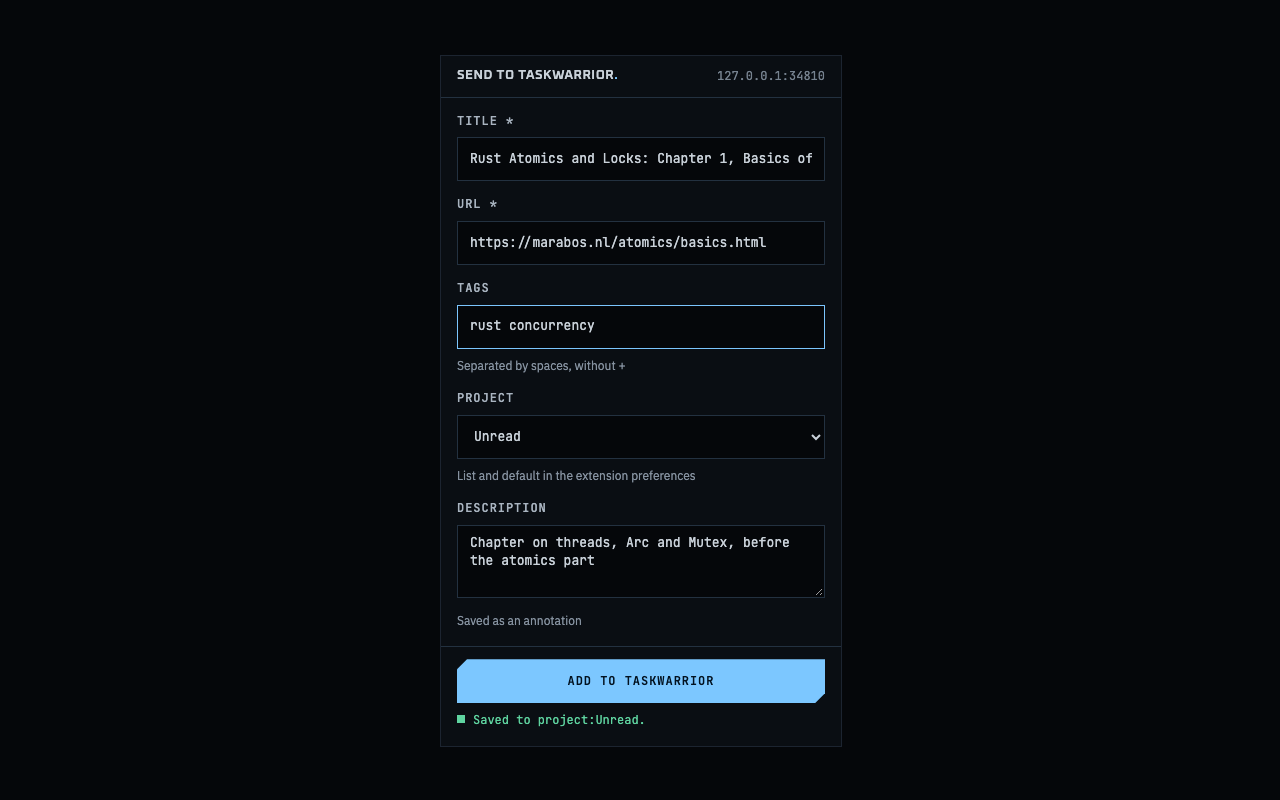 SEND TO TASKWARRIOR.
127.0.0.1:34810
TITLE *
Rust Atomics and Locks: Chapter 1, Basics of
URL *
https://marabos.nl/atomics/basics.html
TAGS
rust concurrency
Separated by spaces, without +
PROJECT
Unread
List and default in the extension preferences
DESCRIPTION
Chapter on threads, Arc and Mutex, before
the atomics part
Saved as an annotation
ADD TO TASKWARRIOR
Saved to project:Unread.